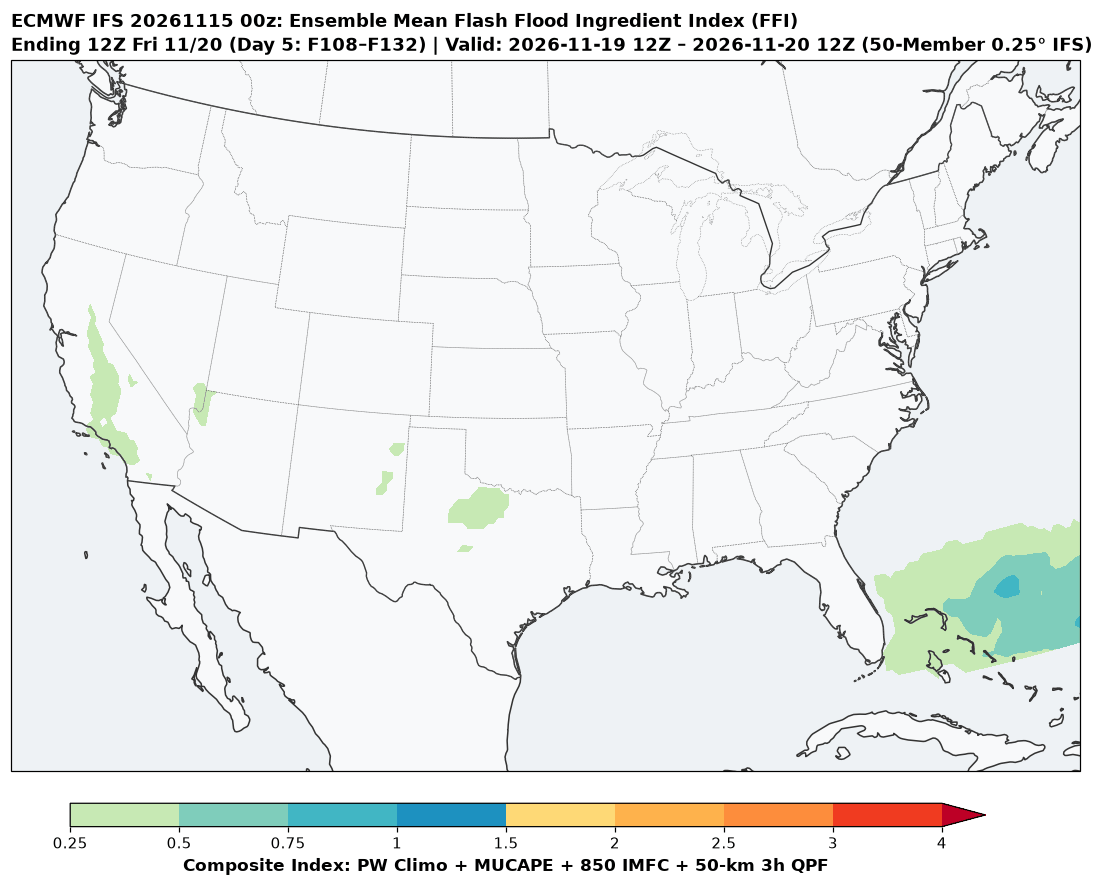 ECMWF IFS 20261115 00z: Ensemble Mean Flash Flood Ingredient Index (FFI)
Ending 12Z Fri 11/20 (Day 5: F108–F132) | Valid: 2026-11-19 12Z – 2026-11-20 12Z (50-Member 0.25° IFS)
0.25 0.5 0.75 1 1.5 2 2.5 3 4
Composite Index: PW Climo + MUCAPE + 850 IMFC + 50-km 3h QPF